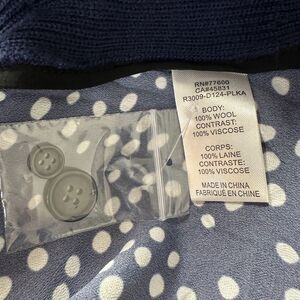 RN#77600
CA#45831
R3009-D124-PLKA
BODY:
100% WOOL
CONTRAST:
100% VISCOSE
CORPS:
100% LAINE
CONTRASTE:
100% VISCOSE
MADE IN CHINA
FABRIQUÉ EN CHINE